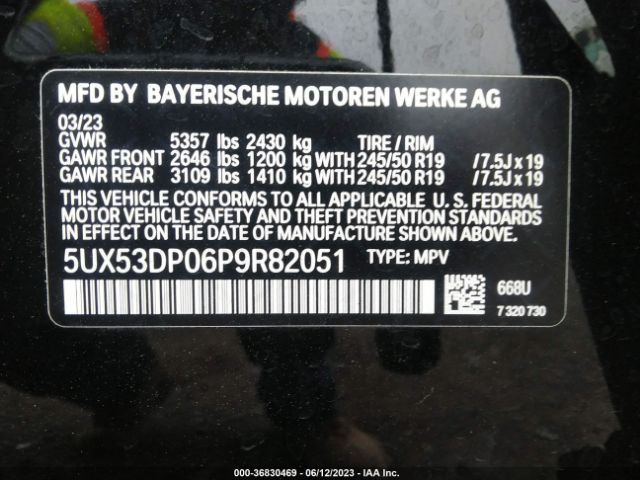 MFD BY BAYERISCHE MOTOREN WERKE AG
03/23
GVWR 5357 lbs 2430 kg TIRE / RIM
GAWR FRONT 2646 lbs 1200 kg WITH 245/50 R19 /7.5J x 19
GAWR REAR 3109 lbs 1410 kg WITH 245/50 R19 /7.5J x 19
THIS VEHICLE CONFORMS TO ALL APPLICABLE U. S. FEDERAL
MOTOR VEHICLE SAFETY AND THEFT PREVENTION STANDARDS
IN EFFECT ON THE DATE OF MANUFACTURE SHOWN ABOVE.
5UX53DP06P9R82051 TYPE: MPV
668U
7 320 730
000-36830469 - 06/12/2023 - IAA Inc.